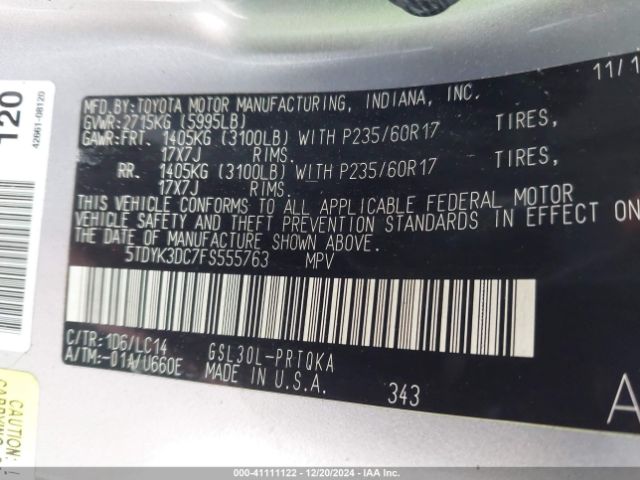 120
42661-08120
11/1
MFD. BY: TOYOTA MOTOR MANUFACTURING, INDIANA, INC.
GVWR: 2715KG (5995LB)
GAWR: FRT. 1405KG (3100LB) WITH P235/60R17 TIRES,
17X7J RIMS.
RR. 1405KG (3100LB) WITH P235/60R17 TIRES,
17X7J RIMS.
THIS VEHICLE CONFORMS TO ALL APPLICABLE FEDERAL MOTOR
VEHICLE SAFETY AND THEFT PREVENTION STANDARDS IN EFFECT ON
THE DATE OF MANUFACTURE SHOWN ABOVE.
5TDYK3DC7FS555763 MPV
C/TR: 1D6/LC14 GSL30L-PRTQKA
A/TM: -01A/U660E MADE IN U.S.A.
343
A
CAUTION:
000-41111122 - 12/20/2024 - IAA Inc.